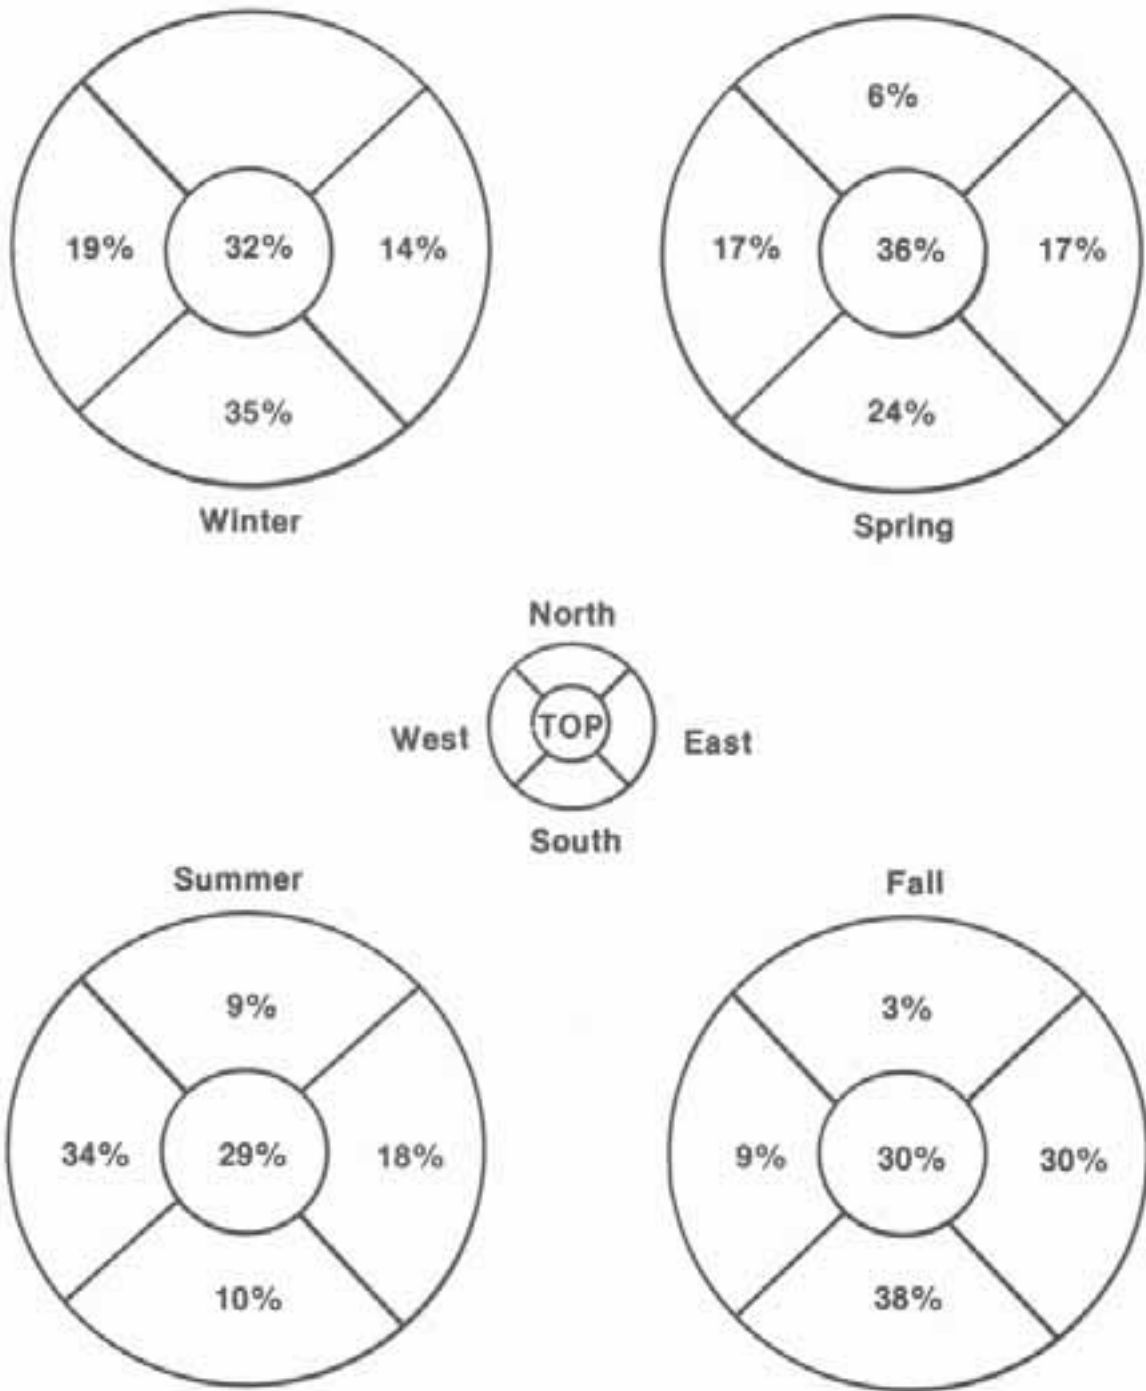 6%
19% 32% 14%
17% 36% 17%
35%
24%
Winter
Spring
North
West TOP East
South
Summer
Fall
9%
3%
34% 29% 18%
9% 30% 30%
10%
38%